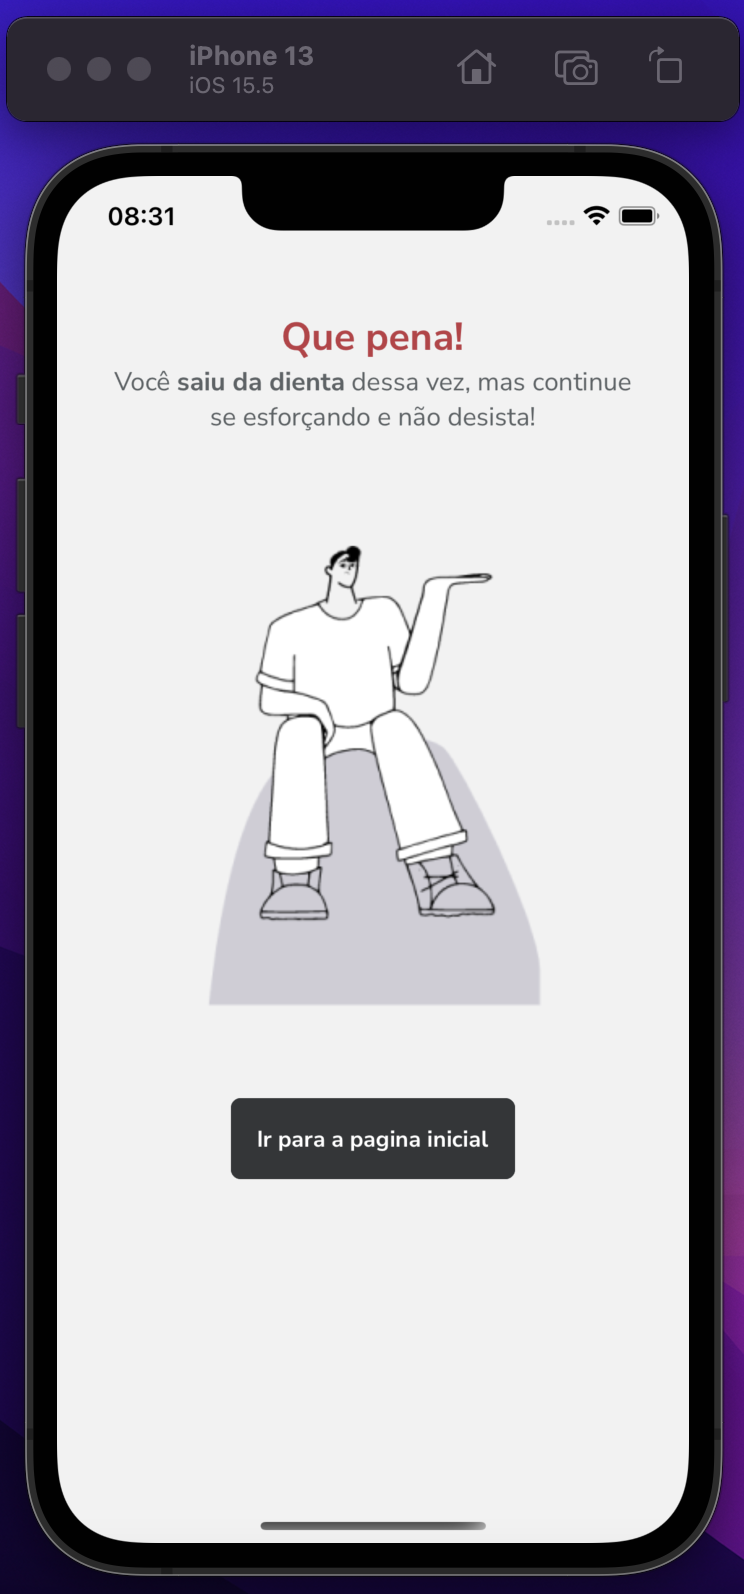 iPhone 13
iOS 15.5
08:31
Que pena!
Você saiu da dienta dessa vez, mas continue
se esforçando e não desista!
Ir para a pagina inicial